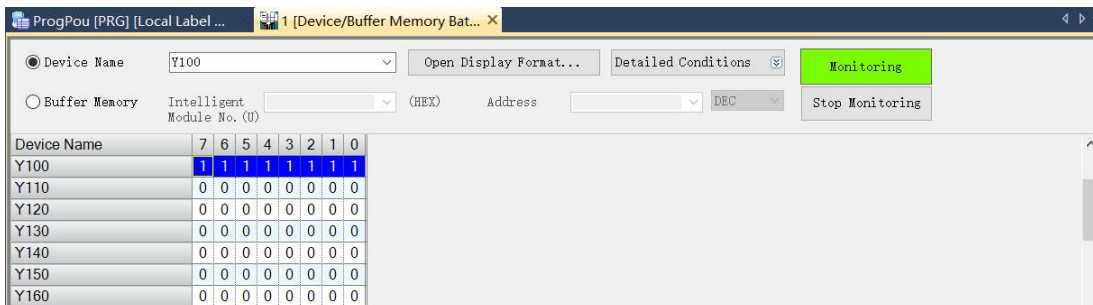 ProgPou [PRG] [Local Label ...
1 [Device/Buffer Memory Bat...
Device Name Y100 Open Display Format... Detailed Conditions Monitoring
Buffer Memory Intelligent Module No. (U) (HEX) Address DEC Stop Monitoring
Device Name 7 6 5 4 3 2 1 0
Y100 1 1 1 1 1 1 1 1
Y110 0 0 0 0 0 0 0 0
Y120 0 0 0 0 0 0 0 0
Y130 0 0 0 0 0 0 0 0
Y140 0 0 0 0 0 0 0 0
Y150 0 0 0 0 0 0 0 0
Y160 0 0 0 0 0 0 0 0